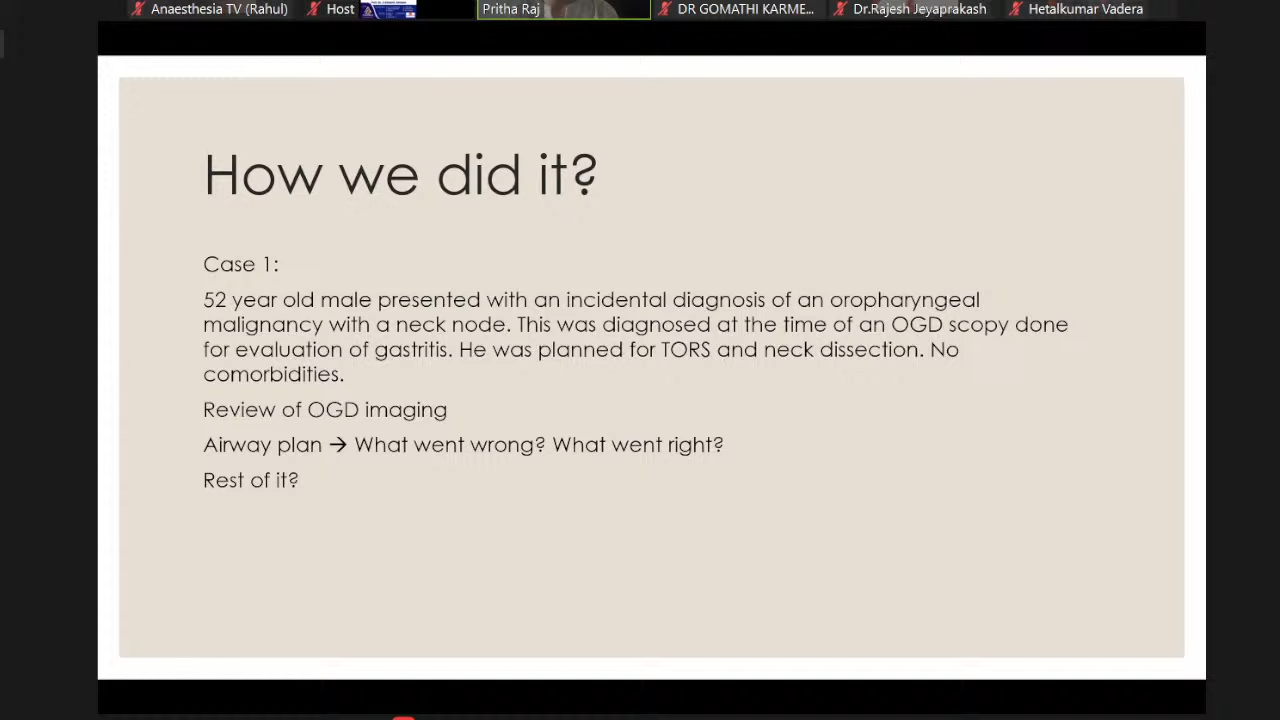 Anaesthesia TV (Rahul) Host Pritha Raj DR GOMATHI KARME... Dr.Rajesh Jeyaprakash Hetalkumar Vadera
How we did it?
Case 1:
52 year old male presented with an incidental diagnosis of an oropharyngeal
malignancy with a neck node. This was diagnosed at the time of an OGD scopy done
for evaluation of gastritis. He was planned for TORS and neck dissection. No
comorbidities.
Review of OGD imaging
Airway plan → What went wrong? What went right?
Rest of it?